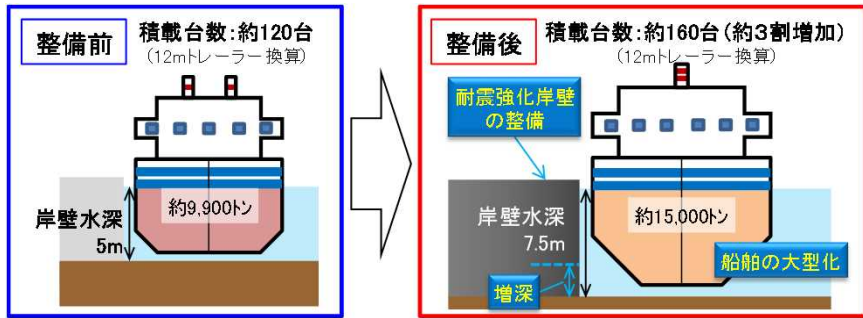 整備前
積載台数:約120台
(12mトレーラー換算)
約9,900トン
岸壁水深
5m
整備後
積載台数:約160台(約3割増加)
(12mトレーラー換算)
耐震強化岸壁
の整備
岸壁水深
7.5m
約15,000トン
増深
船舶の大型化